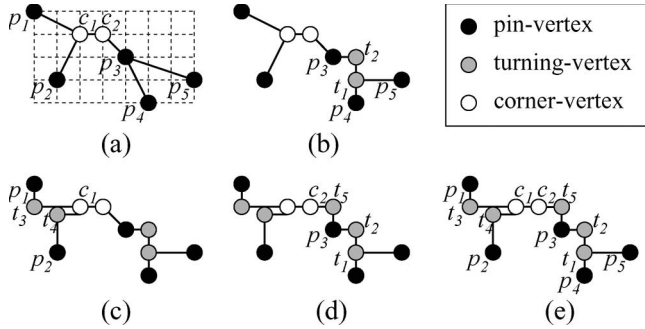 p1 c1 c2
p2 p3
p4 p5
(a)
p3 t2
t1
p4 p5
(b)
pin-vertex
turning-vertex
corner-vertex
p1 c1
t3 t4
p2
(c)
c2 t5
p3 t2
t1
(d)
p1 c1 c2 t5
t3 t4 p3 t2
p2 t1
p4 p5
(e)